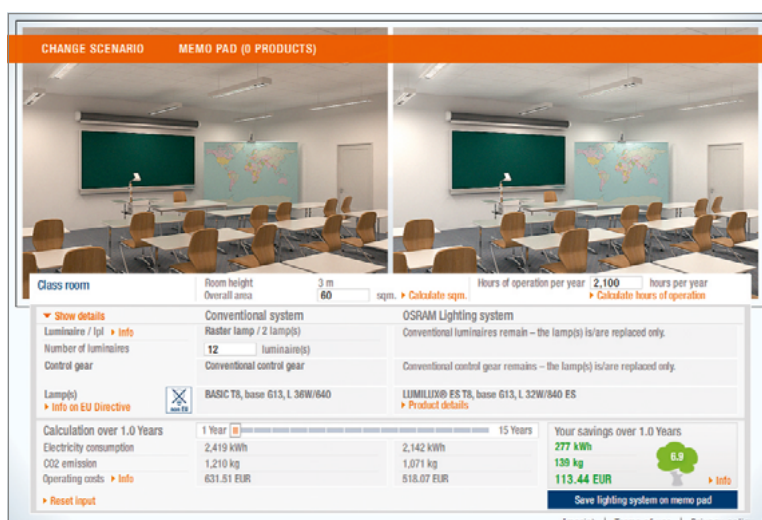 CHANGE SCENARIO MEMO PAD (0 PRODUCTS)
Class room Room height 3 m Hours of operation per year 2,100 hours per year
Overall area 60 sqm. Calculate sqm. Calculate hours of operation
Show details Conventional system OSRAM Lighting system
Luminaire / lpl Info Raster lamp / 2 lamp(s) Conventional luminaires remain – the lamp(s) is/are replaced only.
Number of luminaires 12 luminaire(s)
Control gear Conventional control gear Conventional control gear remains – the lamp(s) is/are replaced only.
Lamp(s) BASIC T8, base G13, L 36W/640 LUMILUX® ES T8, base G13, L 32W/840 ES
Info on EU Directive non EU Product details
Calculation over 1.0 Years 1 Year 15 Years Your savings over 1.0 Years
Electricity consumption 2,419 kWh 2,142 kWh 277 kWh
CO2 emission 1,210 kg 1,071 kg 139 kg 6.9
Operating costs Info 631.51 EUR 518.07 EUR 113.44 EUR Info
Reset input Save lighting system on memo pad